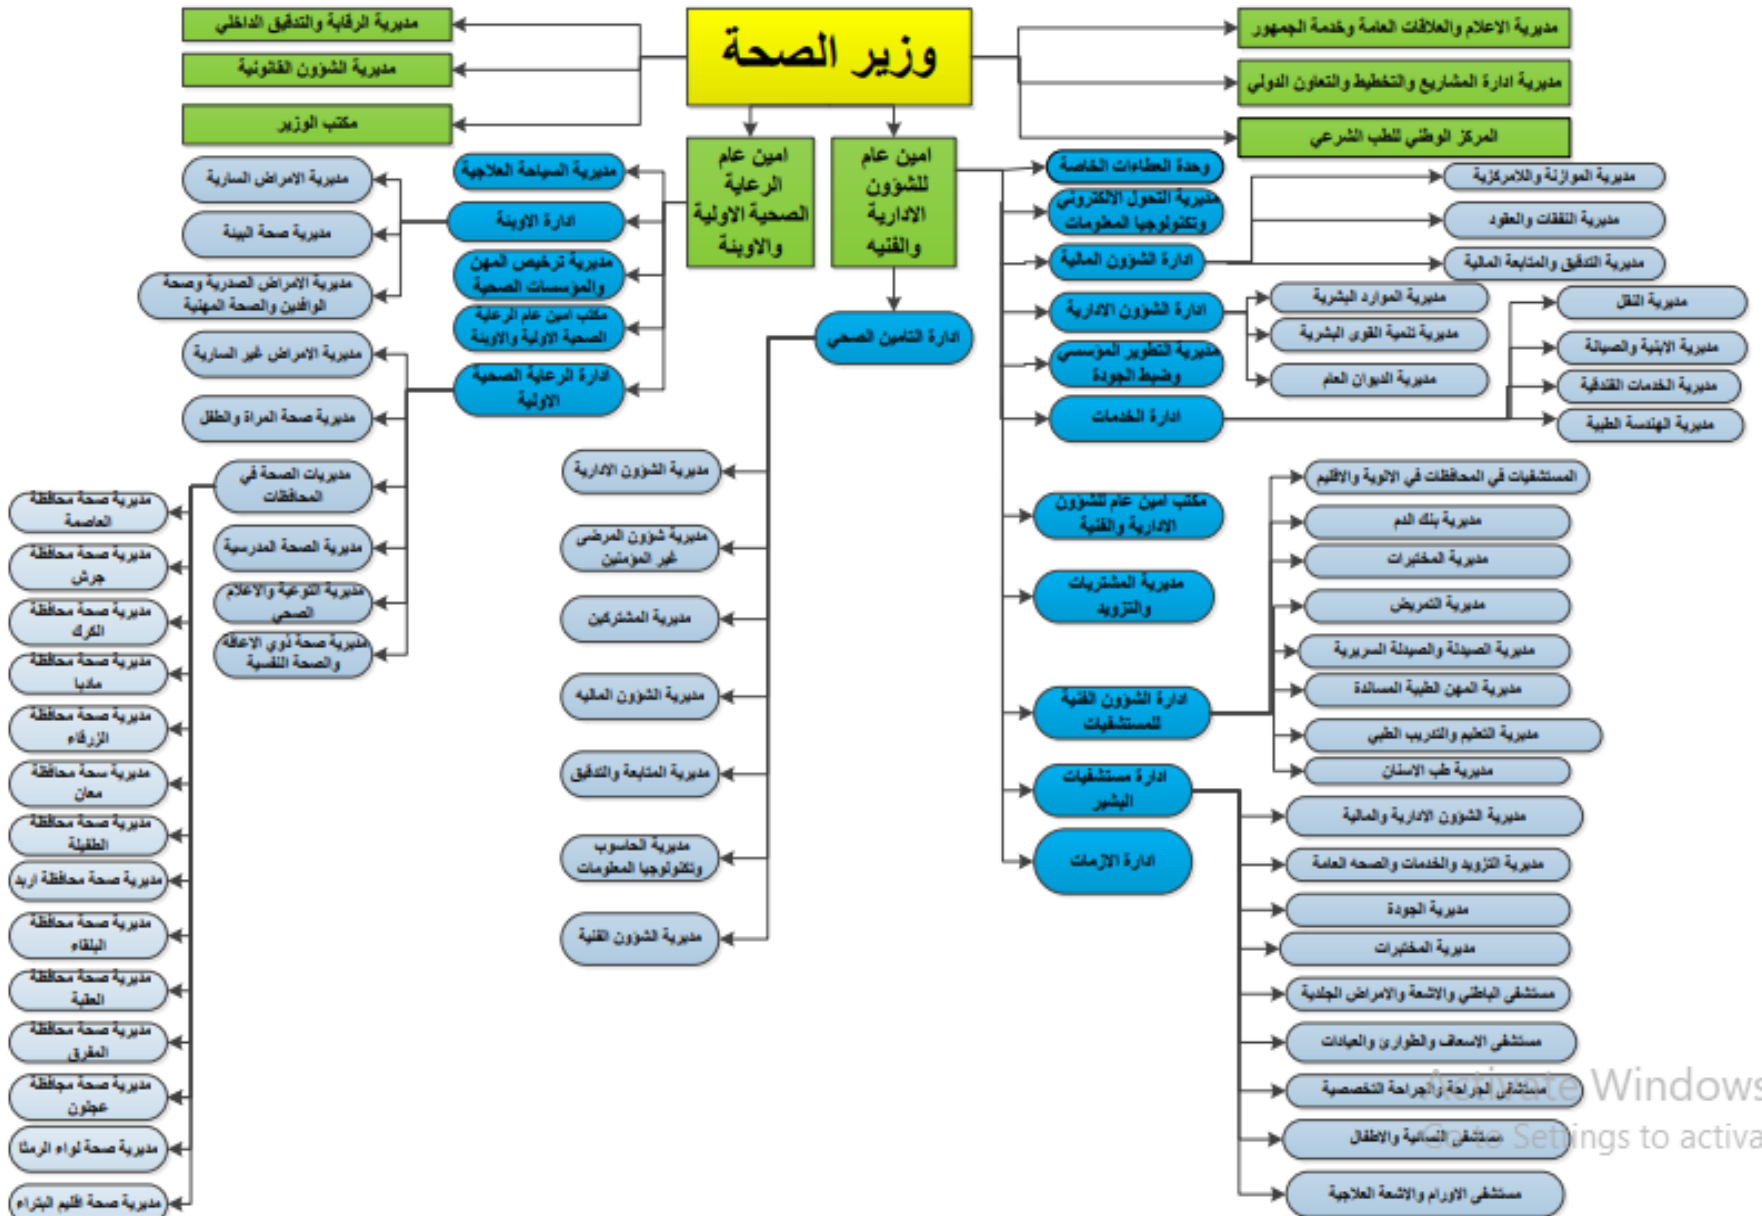 وزير الصحة
مديرية الاعلام والعلاقات العامة وخدمة الجمهور
مديرية ادارة المشاريع والتخطيط والتعاون الدولي
المركز الوطني للطب الشرعي
مديرية الرقابة والتدقيق الداخلي
مديرية الشؤون القانونية
مكتب الوزير
امين عام
للشؤون
الادارية
والفنيه
امين عام
الرعاية
الصحية الاولية
والاوبئة
وحدة العطاءات الخاصة
مديرية التحول الالكتروني
وتكنولوجيا المعلومات
ادارة الشؤون المالية
ادارة الشؤون الادارية
مديرية التطوير المؤسسي
وضبط الجودة
ادارة الخدمات
مكتب امين عام للشؤون
الادارية والفنية
مديرية المشتريات
والتزويد
ادارة الشؤون الفنية
للمستشفيات
ادارة مستشفيات
البشير
ادارة الازمات
مديرية الموازنة واللامركزية
مديرية النفقات والعقود
مديرية التدقيق والمتابعة المالية
مديرية الموارد البشرية
مديرية تنمية القوى البشرية
مديرية الديوان العام
مديرية النقل
مديرية الابنية والصيانة
مديرية الخدمات الفندقية
مديرية الهندسة الطبية
المستشفيات في المحافظات في الالوية والاقليم
مديرية بنك الدم
مديرية المختبرات
مديرية التمريض
مديرية الصيدلة والصيدلة السريرية
مديرية المهن الطبية المساندة
مديرية التعليم والتدريب الطبي
مديرية طب الاسنان
مديرية الشؤون الادارية والمالية
مديرية التزويد والخدمات والصحه العامة
مديرية الجودة
مديرية المختبرات
مستشفى الباطني والاشعة والامراض الجلدية
مستشفى الاسعاف والطوارئ والعيادات
مستشفى الجراحة والجراحة التخصصية
مستشفى النسائية والاطفال
مستشفى الاورام والاشعة العلاجية
ادارة التامين الصحي
مديرية الشؤون الادارية
مديرية شؤون المرضى
غير المؤمنين
مديرية المشتركين
مديرية الشؤون الماليه
مديرية المتابعة والتدقيق
مديرية الحاسوب
وتكنولوجيا المعلومات
مديرية الشؤون الفنية
مديرية السياحة العلاجية
ادارة الاوبئة
مديرية ترخيص المهن
والمؤسسات الصحية
مكتب امين عام الرعاية
الصحية الاولية والاوبئة
ادارة الرعاية الصحية
الاولية
مديرية الامراض السارية
مديرية صحة البيئة
مديرية الامراض الصدرية وصحة
الوافدين والصحة المهنية
مديرية الامراض غير السارية
مديرية صحة المراة والطفل
مديريات الصحة في
المحافظات
مديرية الصحة المدرسية
مديرية التوعية والاعلام
الصحي
مديرية صحة ذوي الاعاقة
والصحة النفسية
مديرية صحة محافظة
العاصمة
مديرية صحة محافظة
جرش
مديرية صحة محافظة
الكرك
مديرية صحة محافظة
مادبا
مديرية صحة محافظة
الزرقاء
مديرية سحة محافظة
معان
مديرية صحة محافظة
الطفيلة
مديرية صحة محافظة اربد
مديرية صحة محافظة
البلقاء
مديرية صحة محافظة
العقبة
مديرية صحة محافظة
المفرق
مديرية صحة مجافظة
عجلون
مديرية صحة لواء الرمثا
مديرية صحة اقليم البتراء
Activate Windows
Go to Settings to activa